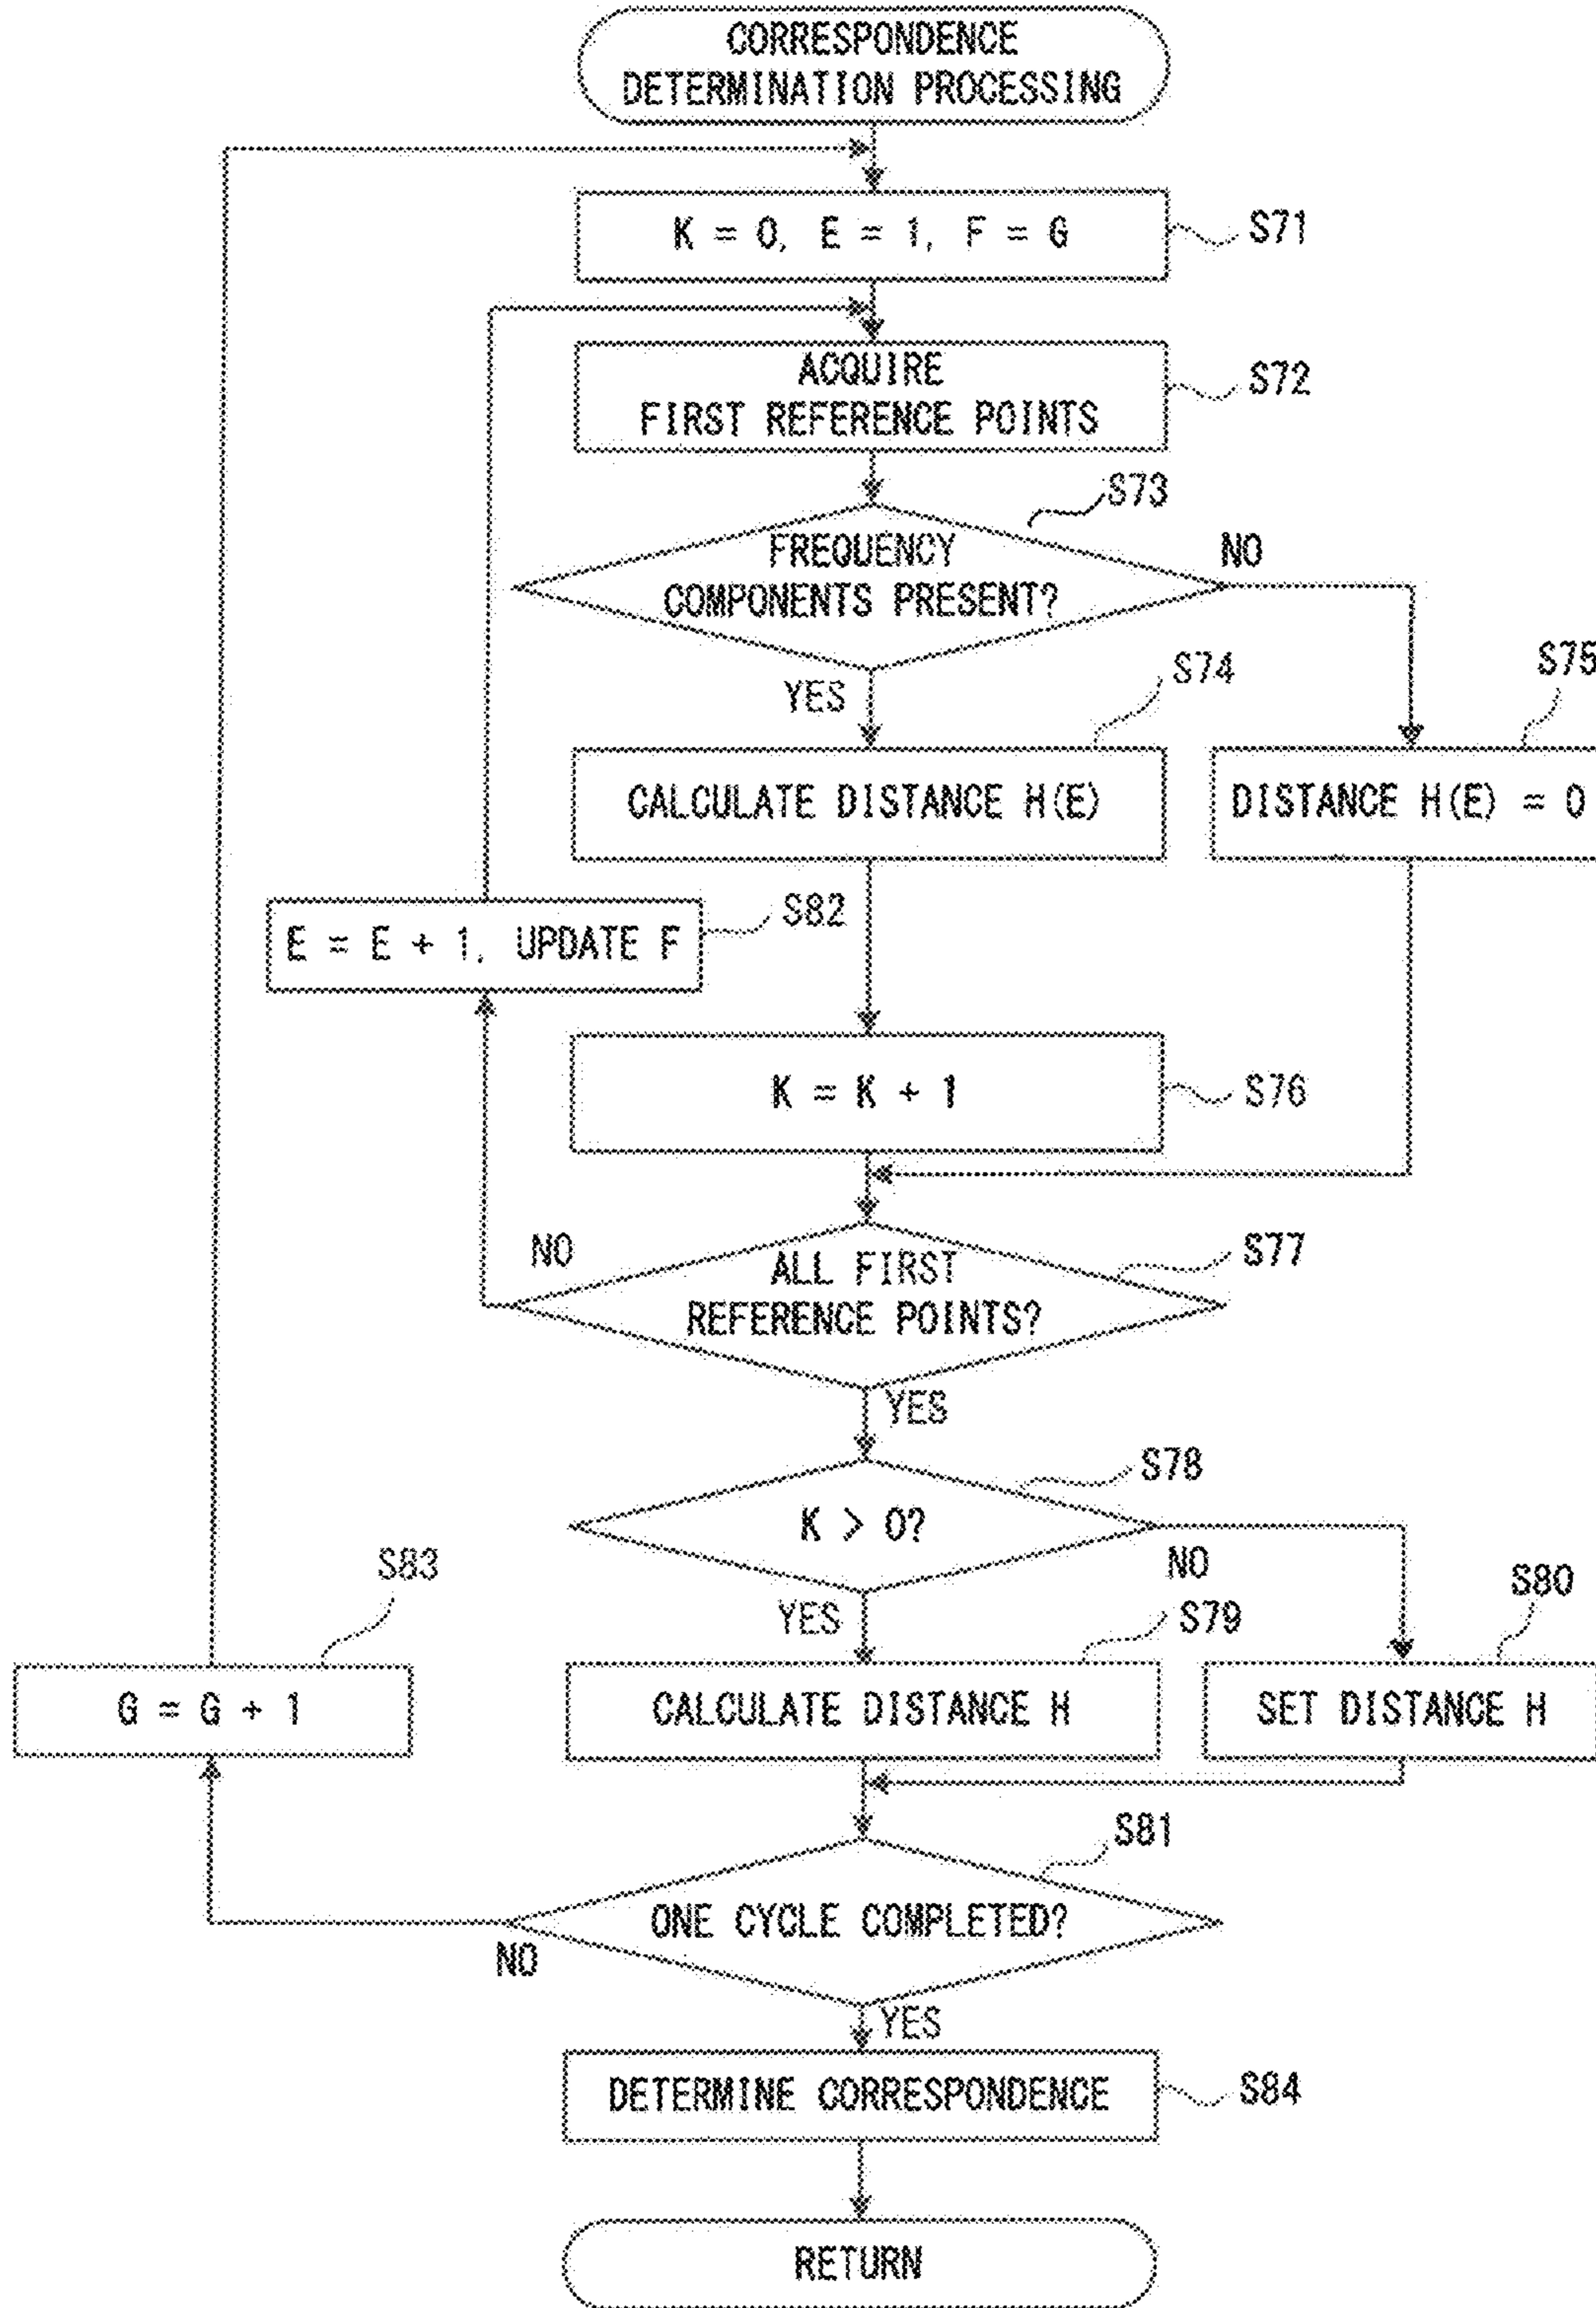 CORRESPONDENCE
DETERMINATION PROCESSING
K = 0, E = 1, F = G
S71
ACQUIRE
FIRST REFERENCE POINTS
S72
S73
FREQUENCY
COMPONENTS PRESENT?
NO
YES
S74
S75
CALCULATE DISTANCE H(E)
DISTANCE H(E) = 0
S82
E = E + 1, UPDATE F
K = K + 1
S76
NO
ALL FIRST
REFERENCE POINTS?
S77
YES
S78
K > 0?
NO
S83
YES
S79
S80
G = G + 1
CALCULATE DISTANCE H
SET DISTANCE H
S81
ONE CYCLE COMPLETED?
NO
YES
DETERMINE CORRESPONDENCE
S84
RETURN